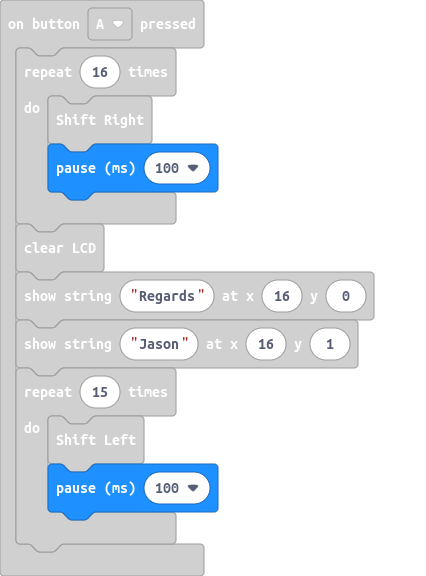 on button A pressed
repeat 16 times
do
Shift Right
pause (ms) 100
clear LCD
show string "Regards" at x 16 y 0
show string "Jason" at x 16 y 1
repeat 15 times
do
Shift Left
pause (ms) 100